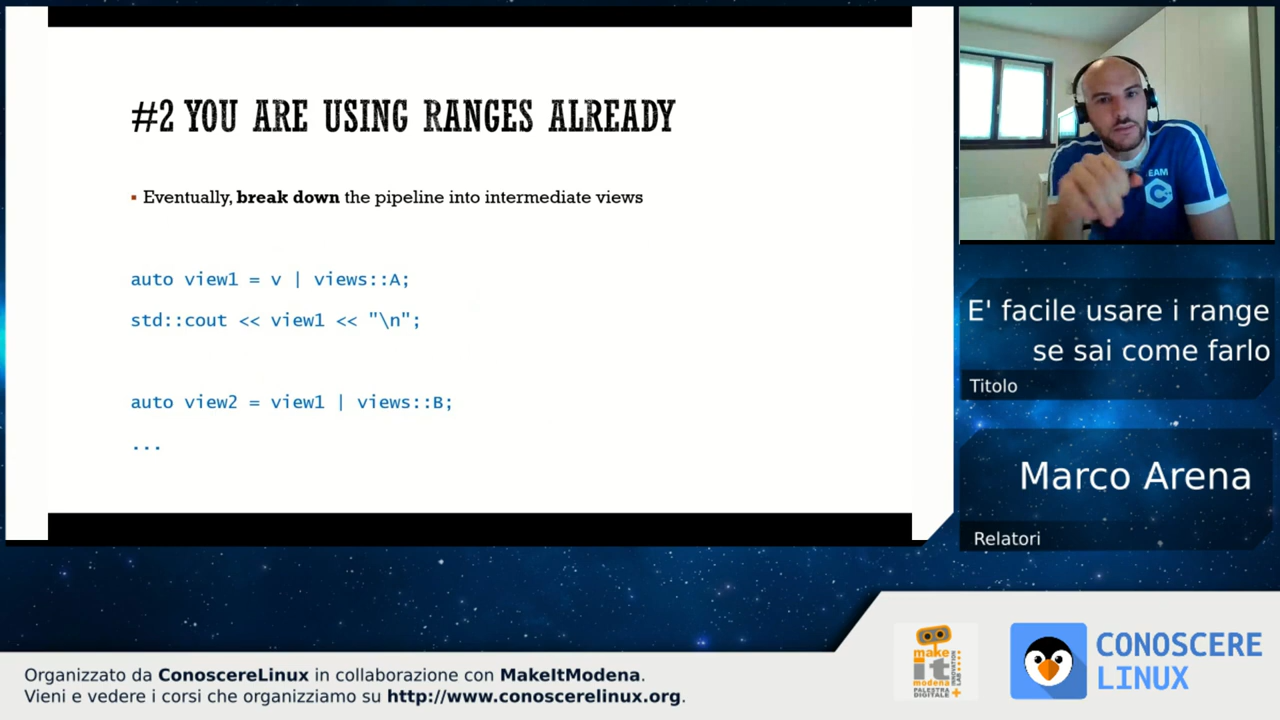 #2 YOU ARE USING RANGES ALREADY
▪ Eventually, break down the pipeline into intermediate views
auto view1 = v | views::A;
std::cout << view1 << "\n";
auto view2 = view1 | views::B;
...
EAM
C++
E' facile usare i range
se sai come farlo
Titolo
Marco Arena
Relatori
make
it
modena
PALESTRA
DIGITALE
INNOVATION
LAB
CONOSCERE
LINUX
Organizzato da ConoscereLinux in collaborazione con MakeItModena.
Vieni e vedere i corsi che organizziamo su http://www.conoscerelinux.org.